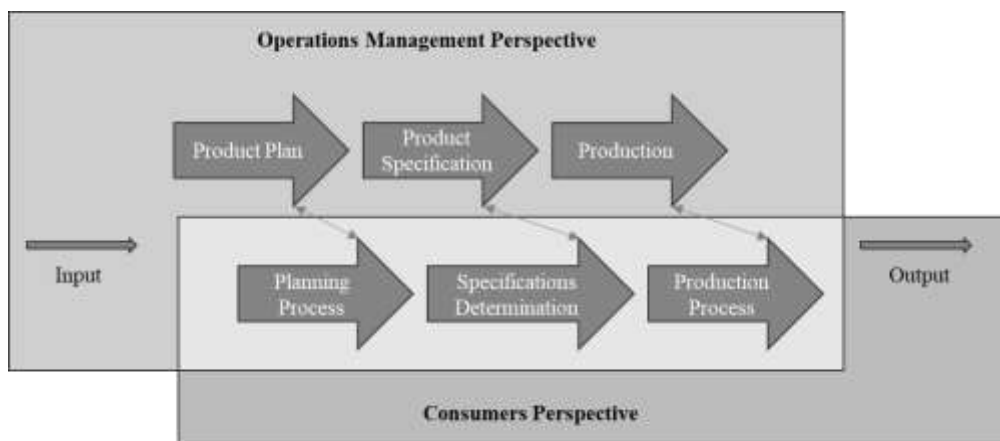 Operations Management Perspective
Product Plan
Product
Specification
Production
Input
Planning
Process
Specifications
Determination
Production
Process
Output
Consumers Perspective